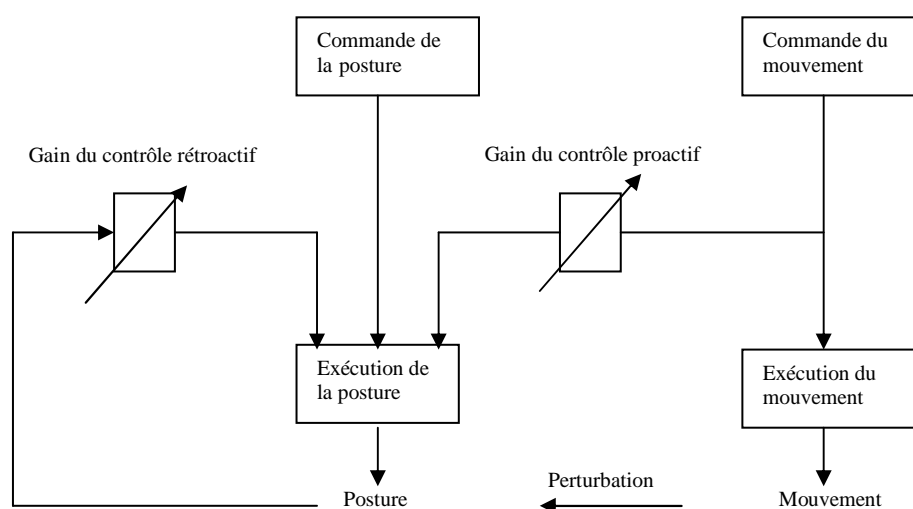 Commande de
la posture
Commande du
mouvement
Gain du contrôle rétroactif
Gain du contrôle proactif
Exécution de
la posture
Exécution du
mouvement
Posture
Perturbation
Mouvement